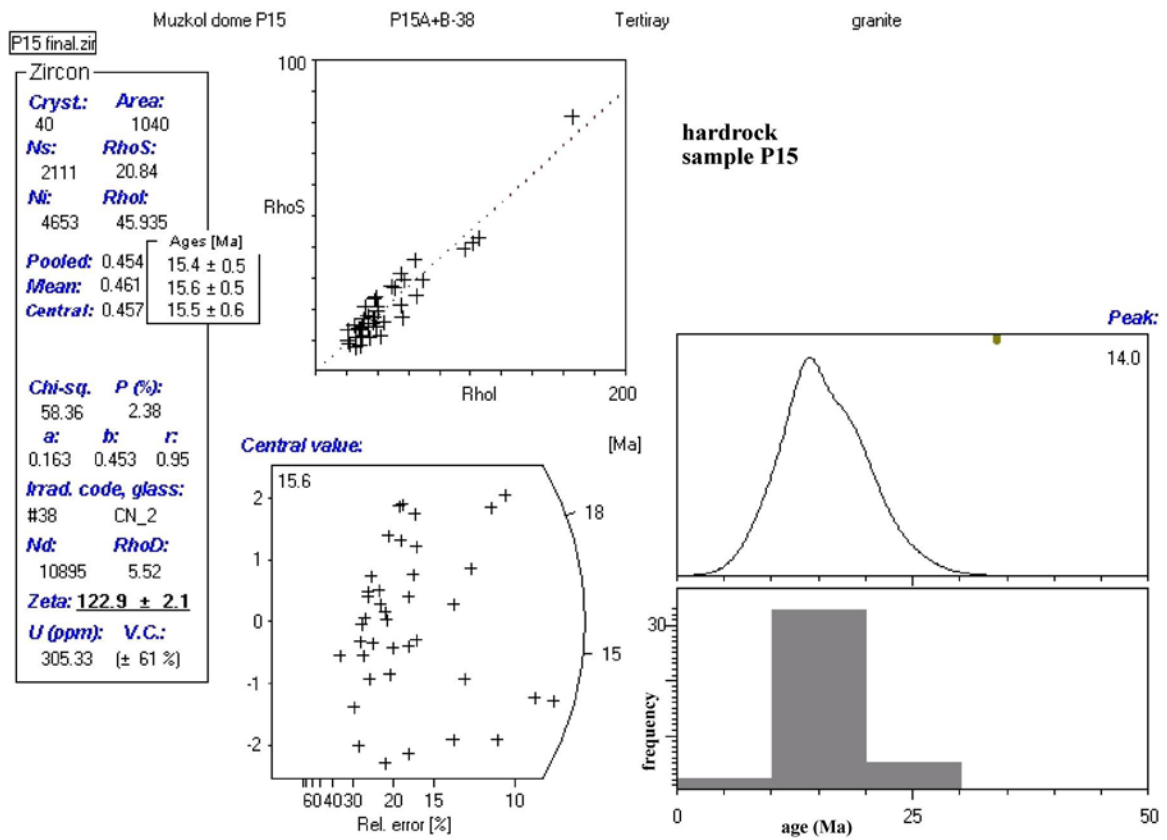 Muzkol dome P15 P15A+B-38 Tertiray granite
P15 final.zir
Zircon
Cryst.: Area:
40 1040
Ns: RhoS:
2111 20.84
Ni: RhoI:
4653 45.935
Ages [Ma]
Pooled: 0.454 15.4 ± 0.5
Mean: 0.461 15.6 ± 0.5
Central: 0.457 15.5 ± 0.6
Chi-sq. P (%):
58.36 2.38
a: b: r:
0.163 0.453 0.95
Irrad. code, glass:
#38 CN_2
Nd: RhoD:
10895 5.52
Zeta: 122.9 ± 2.1
U (ppm): V.C.:
305.33 (± 61 %)
100
RhoS
RhoI 200
hardrock
sample P15
Central value: [Ma]
15.6
2
1
0
-1
-2
18
15
60 40 30 20 15 10
Rel. error [%]
Peak:
14.0
30
frequency
0 25 50
age (Ma)